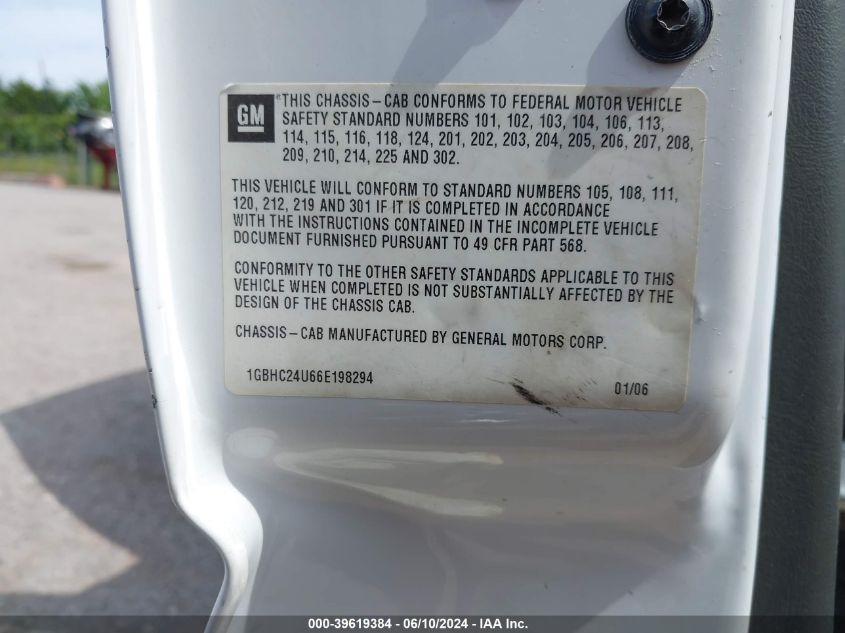 GM
®THIS CHASSIS – CAB CONFORMS TO FEDERAL MOTOR VEHICLE
SAFETY STANDARD NUMBERS 101, 102, 103, 104, 106, 113,
114, 115, 116, 118, 124, 201, 202, 203, 204, 205, 206, 207, 208,
209, 210, 214, 225 AND 302.
THIS VEHICLE WILL CONFORM TO STANDARD NUMBERS 105, 108, 111,
120, 212, 219 AND 301 IF IT IS COMPLETED IN ACCORDANCE
WITH THE INSTRUCTIONS CONTAINED IN THE INCOMPLETE VEHICLE
DOCUMENT FURNISHED PURSUANT TO 49 CFR PART 568.
CONFORMITY TO THE OTHER SAFETY STANDARDS APPLICABLE TO THIS
VEHICLE WHEN COMPLETED IS NOT SUBSTANTIALLY AFFECTED BY THE
DESIGN OF THE CHASSIS CAB.
CHASSIS – CAB MANUFACTURED BY GENERAL MOTORS CORP.
1GBHC24U66E198294 01/06
000-39619384 - 06/10/2024 - IAA Inc.